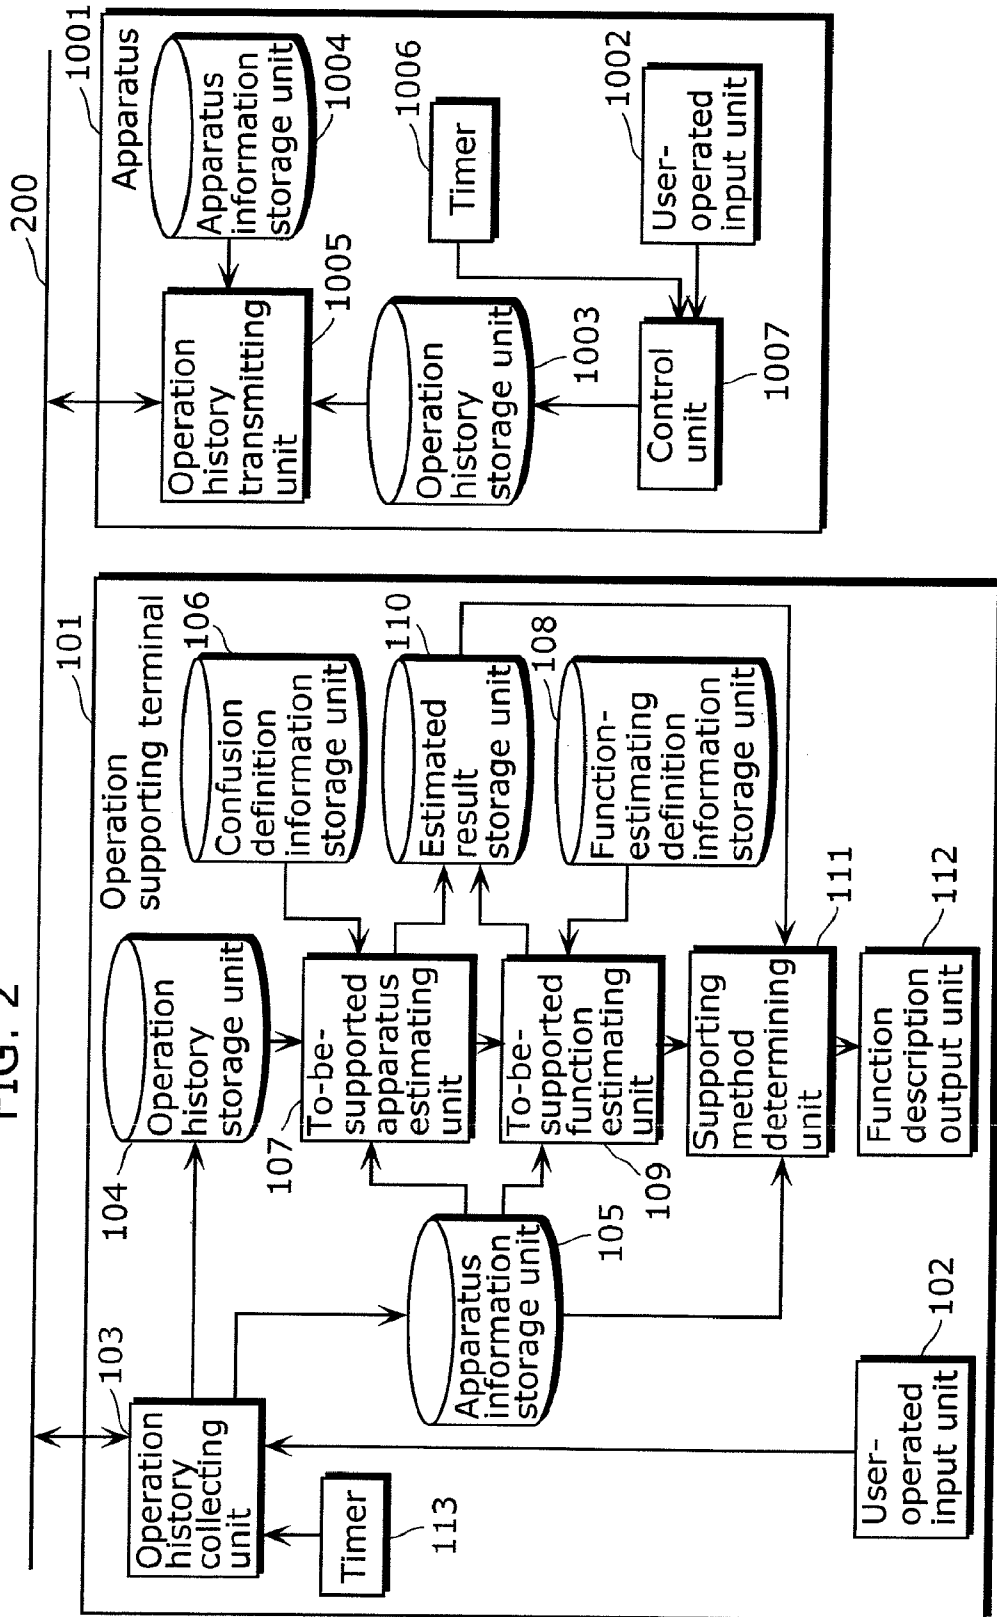 FIG. 2
200
101
Operation
supporting terminal
103
Operation
history
collecting
unit
Timer
113
104
Operation
history
storage unit
106
Confusion
definition
information
storage unit
107
To-be-
supported
apparatus
estimating
unit
110
Estimated
result
storage unit
Apparatus
information
storage unit
105
To-be-
supported
function
estimating
unit
109
108
Function-
estimating
definition
information
storage unit
Supporting
method
determining
unit
111
User-
operated
input unit
102
Function
description
output unit
112
1001
Apparatus
Operation
history
transmitting
unit
1005
Apparatus
information
storage unit
1004
Operation
history
storage unit
1003
Timer
1006
Control
unit
1007
User-
operated
input unit
1002